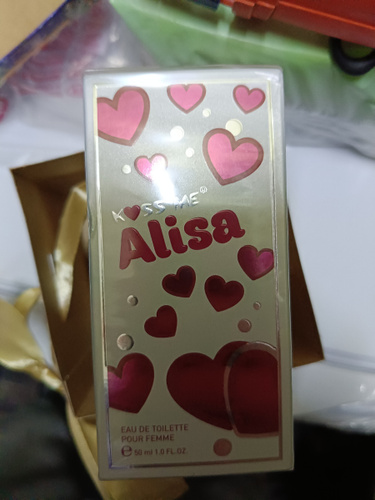 KISS ME®
Alisa
EAU DE TOILETTE
POUR FEMME
e 50 ml 1.0 FL.OZ.